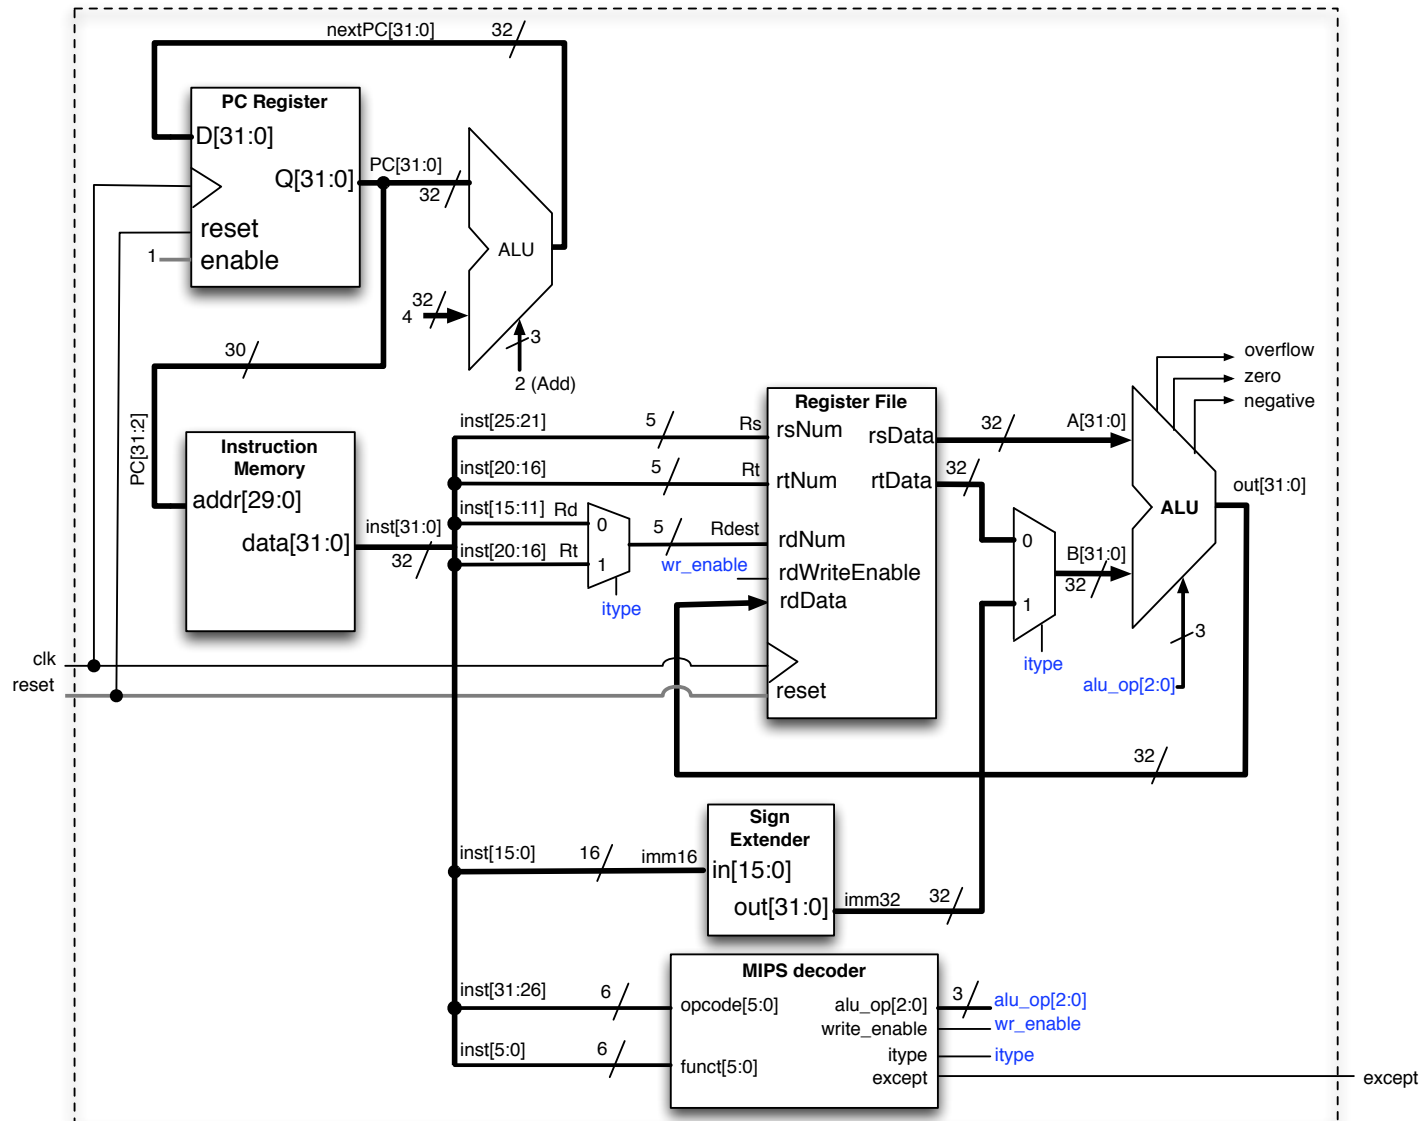 nextPC[31:0]
32
PC Register
D[31:0]
Q[31:0]
reset
enable
1
PC[31:0]
32
ALU
4
32
3
2 (Add)
30
PC[31:2]
Instruction
Memory
addr[29:0]
data[31:0]
inst[31:0]
32
inst[25:21]
5
Rs
inst[20:16]
5
Rt
inst[15:11]
Rd
inst[20:16]
Rt
0
1
itype
5
Rdest
wr_enable
Register File
rsNum
rsData
rtNum
rtData
rdNum
rdWriteEnable
rdData
reset
32
A[31:0]
32
0
1
itype
B[31:0]
32
ALU
overflow
zero
negative
out[31:0]
3
alu_op[2:0]
clk
reset
32
Sign
Extender
in[15:0]
out[31:0]
inst[15:0]
16
imm16
imm32
32
MIPS decoder
inst[31:26]
6
opcode[5:0]
inst[5:0]
6
funct[5:0]
alu_op[2:0]
3
alu_op[2:0]
write_enable
wr_enable
itype
itype
except
except